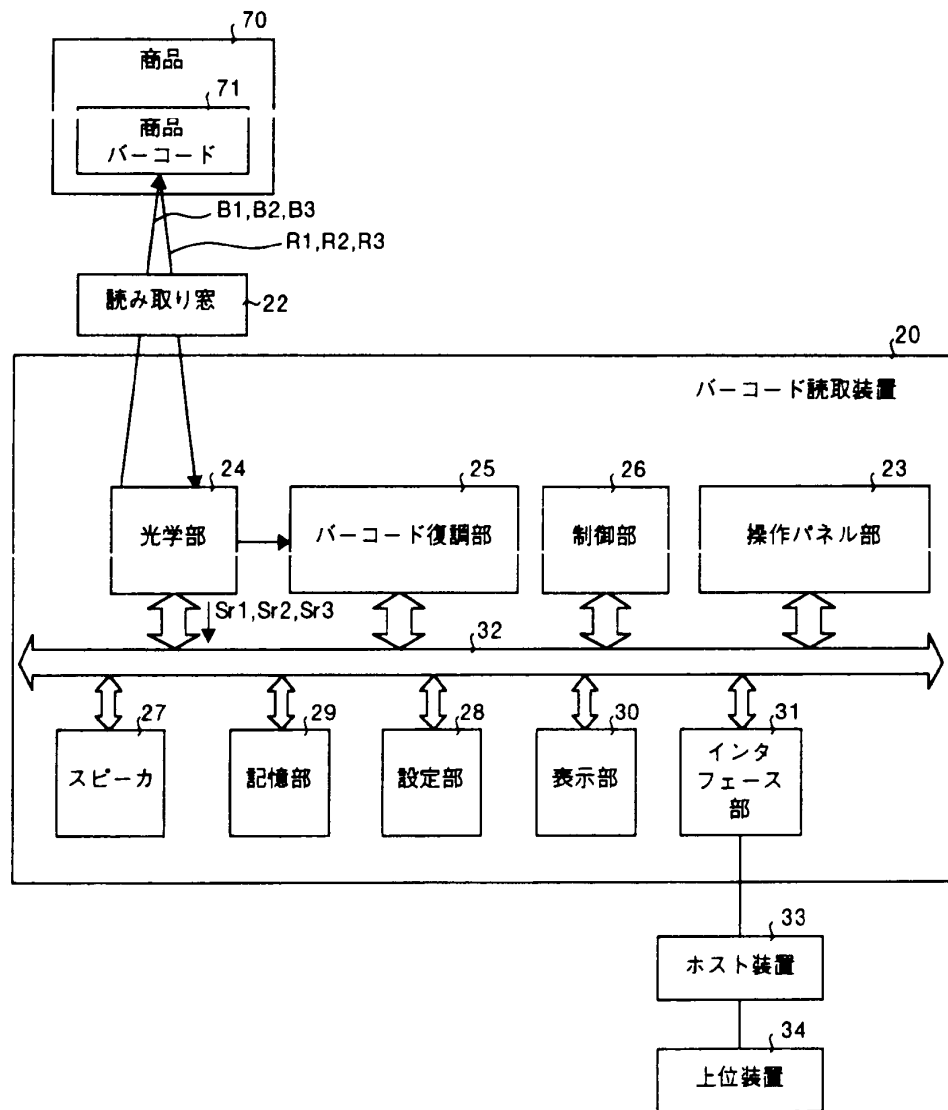 70
商品
71
商品
バーコード
B1,B2,B3
R1,R2,R3
読み取り窓
22
20
バーコード読取装置
24
25
26
23
光学部
バーコード復調部
制御部
操作パネル部
Sr1,Sr2,Sr3
32
27
29
28
30
31
スピーカ
記憶部
設定部
表示部
インタ
フェース
部
33
ホスト装置
34
上位装置